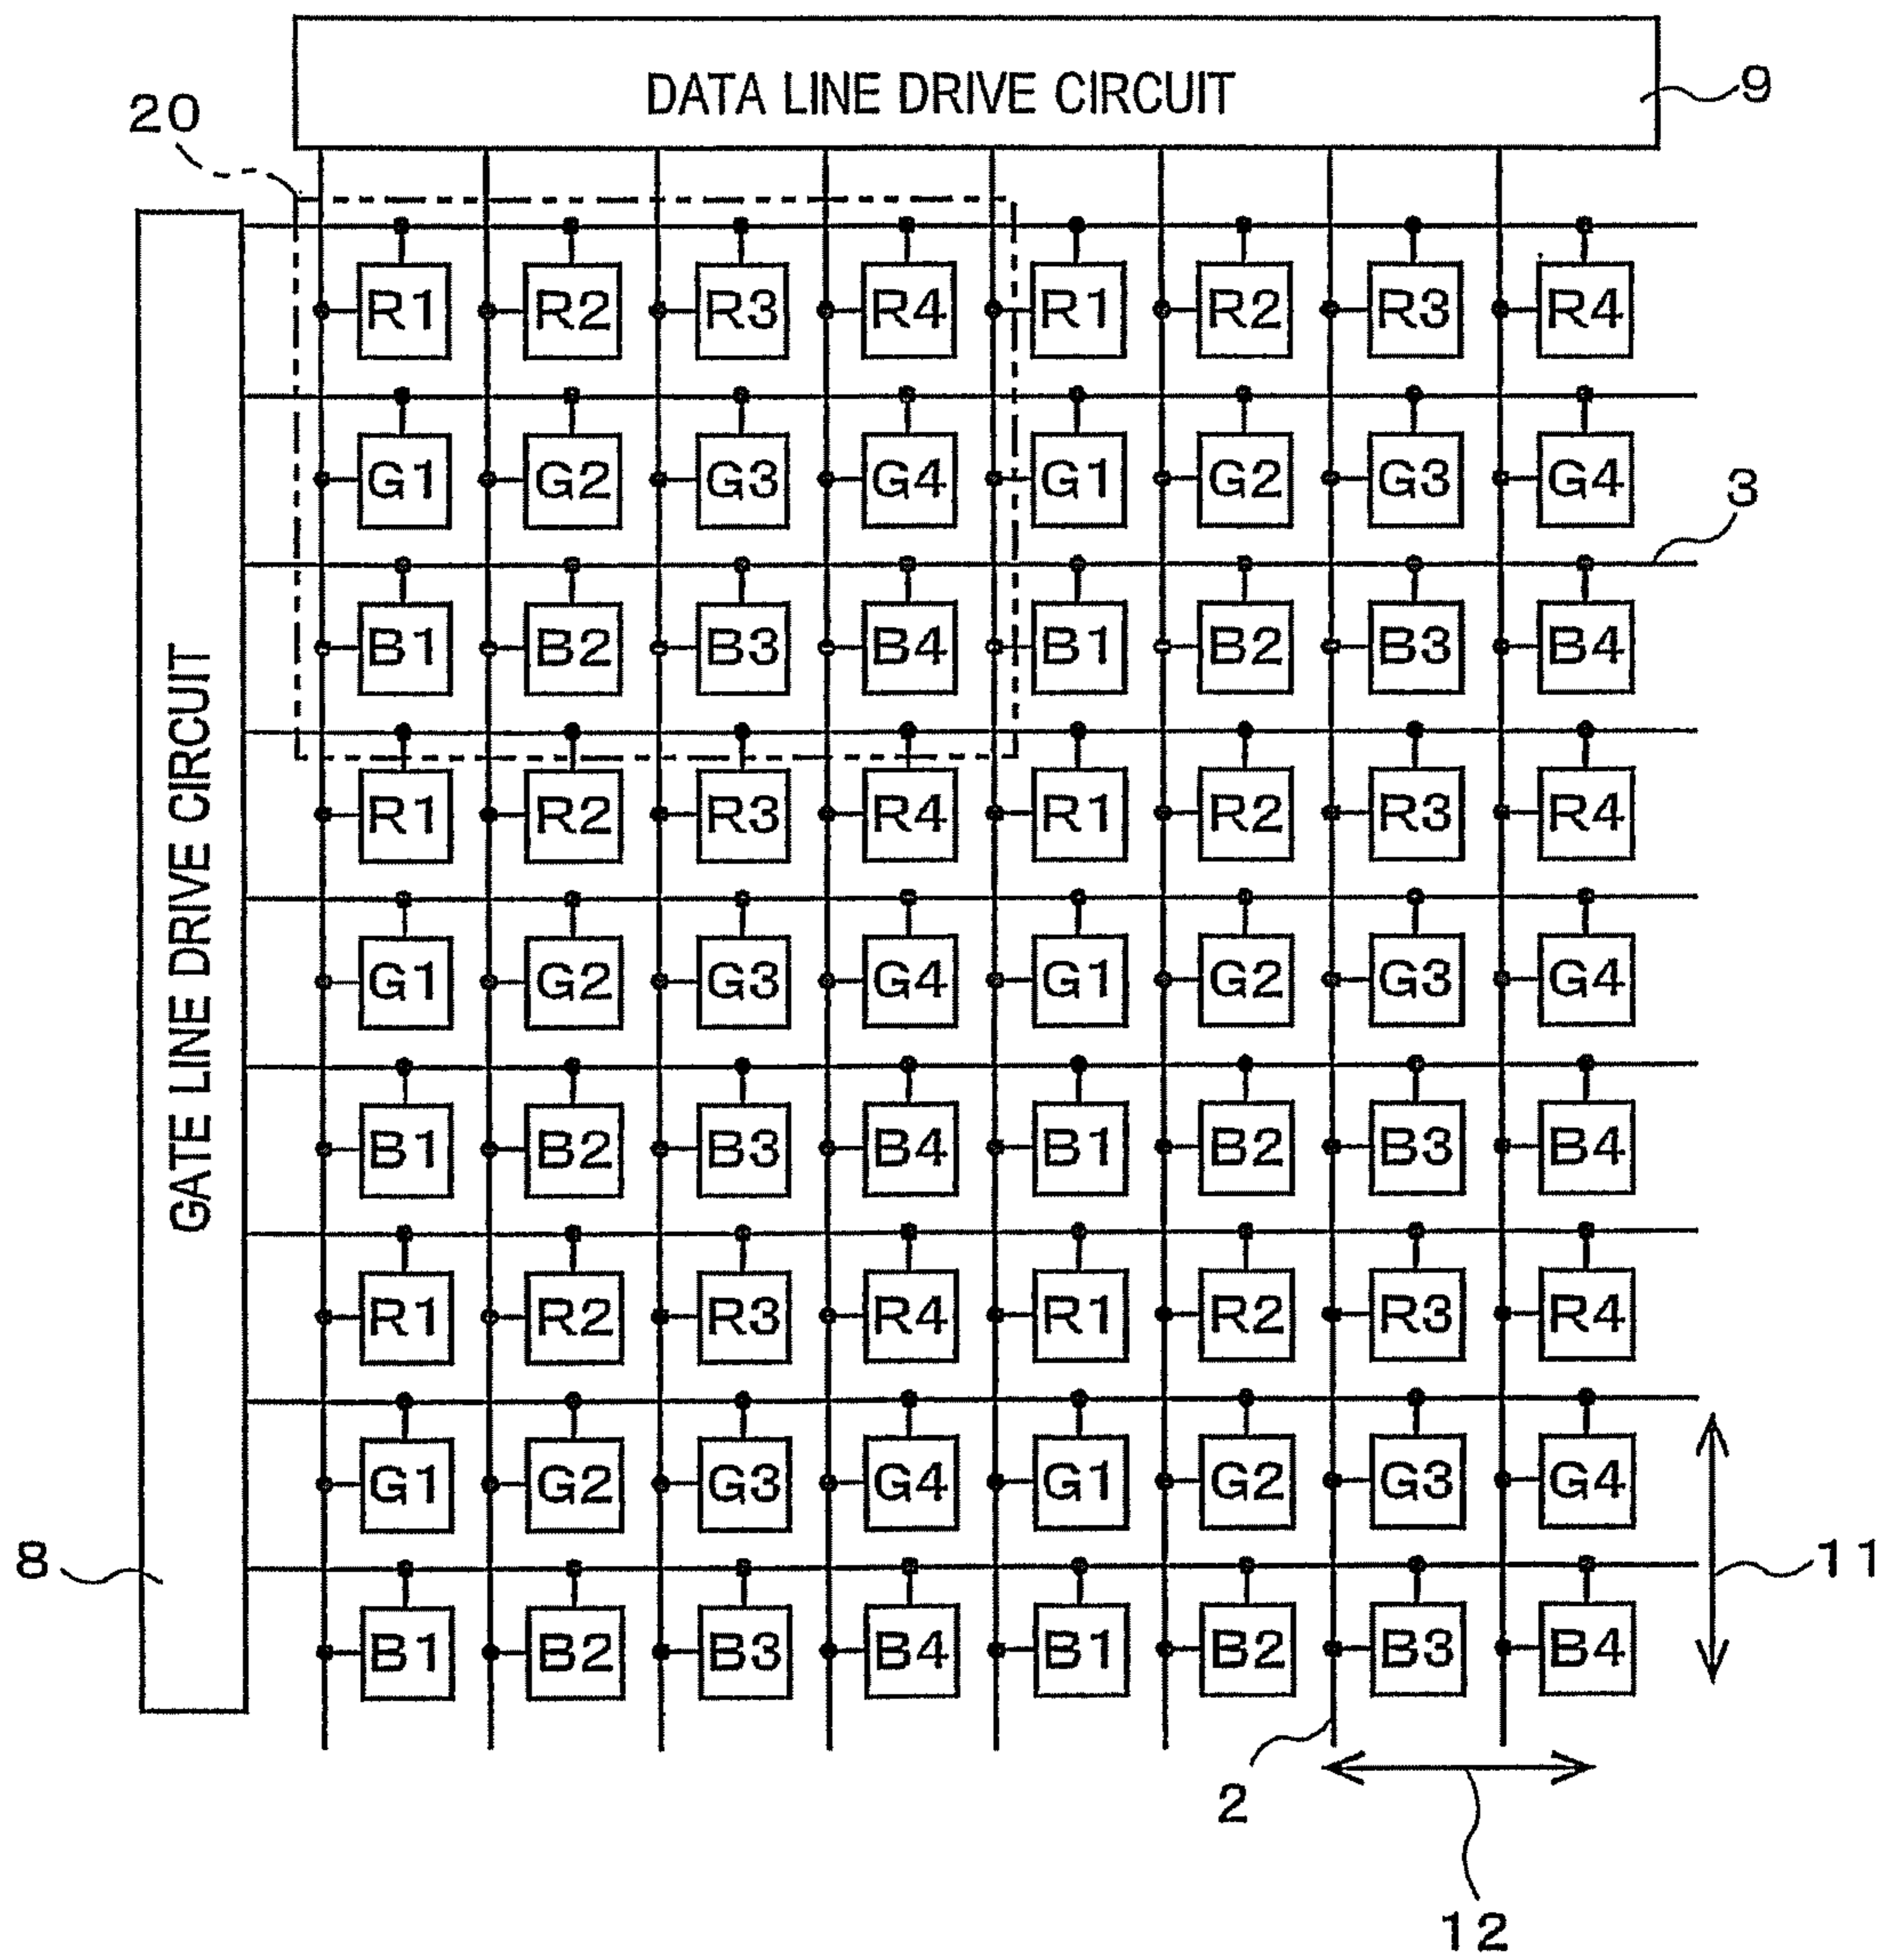 DATA LINE DRIVE CIRCUIT
9
20
GATE LINE DRIVE CIRCUIT
R1 R2 R3 R4 R1 R2 R3 R4
G1 G2 G3 G4 G1 G2 G3 G4
3
B1 B2 B3 B4 B1 B2 B3 B4
R1 R2 R3 R4 R1 R2 R3 R4
G1 G2 G3 G4 G1 G2 G3 G4
B1 B2 B3 B4 B1 B2 B3 B4
R1 R2 R3 R4 R1 R2 R3 R4
G1 G2 G3 G4 G1 G2 G3 G4
8
11
B1 B2 B3 B4 B1 B2 B3 B4
2
12